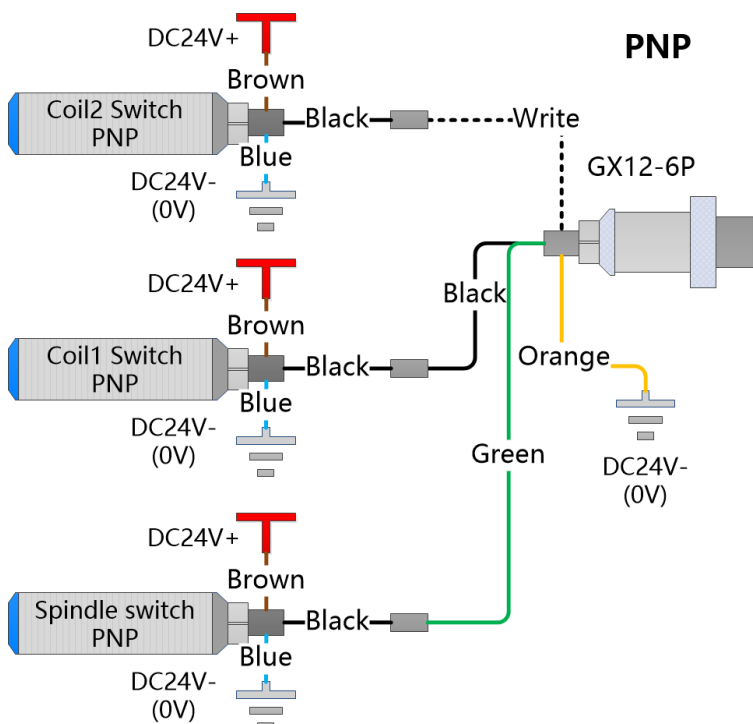 DC24V+
PNP
Brown
Coil2 Switch
PNP
Black
Write
Blue
GX12-6P
DC24V-
(0V)
DC24V+
Black
Brown
Coil1 Switch
PNP
Black
Orange
Blue
DC24V-
(0V)
Green
DC24V-
(0V)
DC24V+
Brown
Spindle switch
PNP
Black
Blue
DC24V-
(0V)